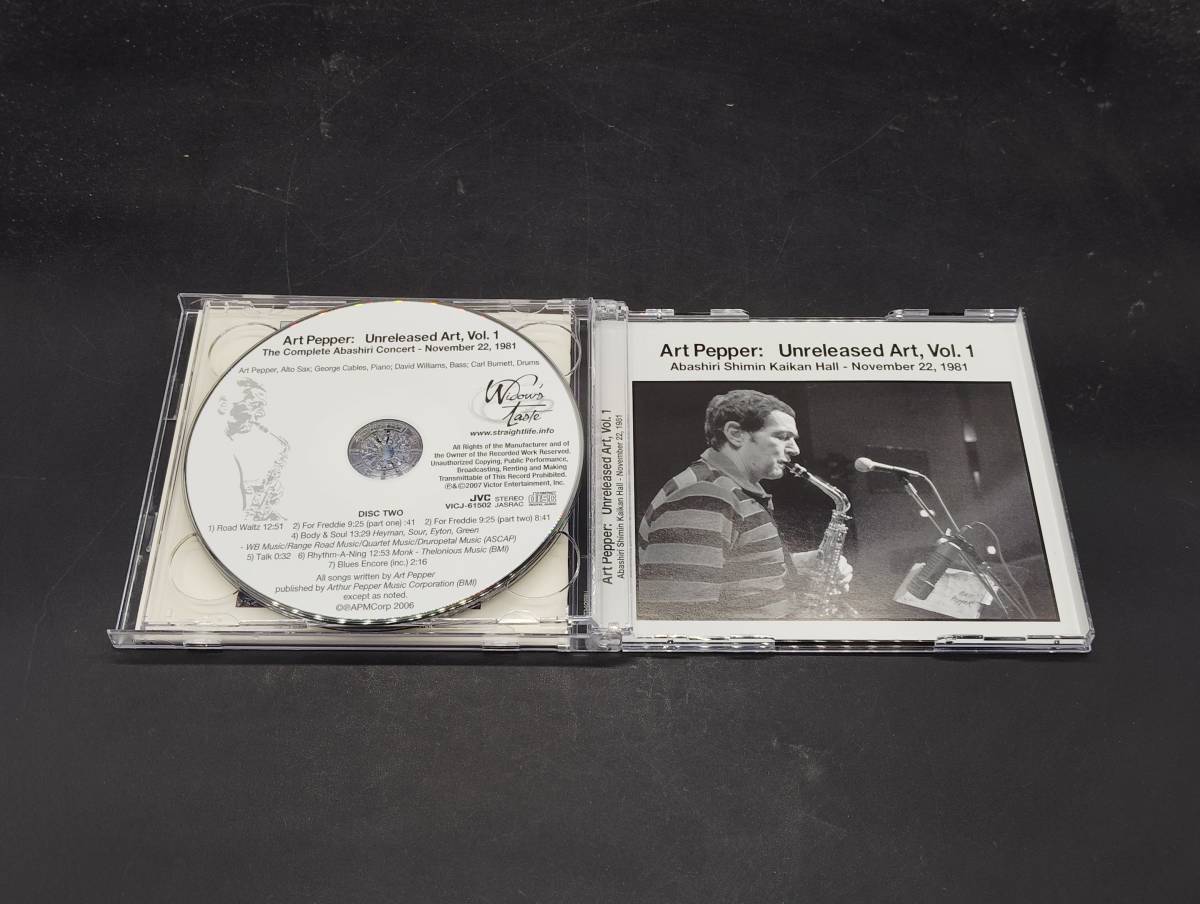 Art Pepper: Unreleased Art, Vol. 1
The Complete Abashiri Concert - November 22, 1981
Art Pepper, Alto Sax; George Cables, Piano; David Williams, Bass; Carl Burnett, Drums
Widow's
Taste
www.straightlife.info
All Rights of the Manufacturer and of
the Owner of the Recorded Work Reserved.
Unauthorized Copying, Public Performance,
Broadcasting, Renting and Making
Transmittable of This Record Prohibited.
℗&©2007 Victor Entertainment, Inc.
JVC STEREO COMPACT disc DIGITAL AUDIO
VICJ-61502 JASRAC
DISC TWO
1) Road Waltz 12:51 2) For Freddie 9:25 (part one) :41 2) For Freddie 9:25 (part two) 8:41
4) Body & Soul 13:29 Heyman, Sour, Eyton, Green
- WB Music/Range Road Music/Quartet Music/Druropetal Music (ASCAP)
5) Talk 0:32 6) Rhythm-A-Ning 12:53 Monk - Thelonious Music (BMI)
7) Blues Encore (inc.) 2:16
All songs written by Art Pepper
published by Arthur Pepper Music Corporation (BMI)
except as noted.
©℗APMCorp 2006
Art Pepper: Unreleased Art, Vol. 1
Abashiri Shimin Kaikan Hall - November 22, 1981
Art Pepper: Unreleased Art, Vol. 1
Abashiri Shimin Kaikan Hall - November 22, 1981